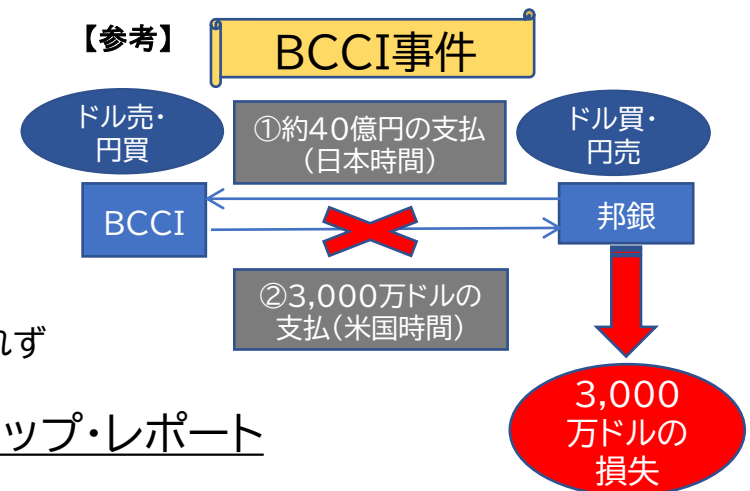 【参考】
BCCI事件
ドル売・
円買
①約40億円の支払
(日本時間)
ドル買・
円売
BCCI
邦銀
②3,000万ドルの
支払(米国時間)
れず
ップ・レポート
3,000
万ドルの
損失